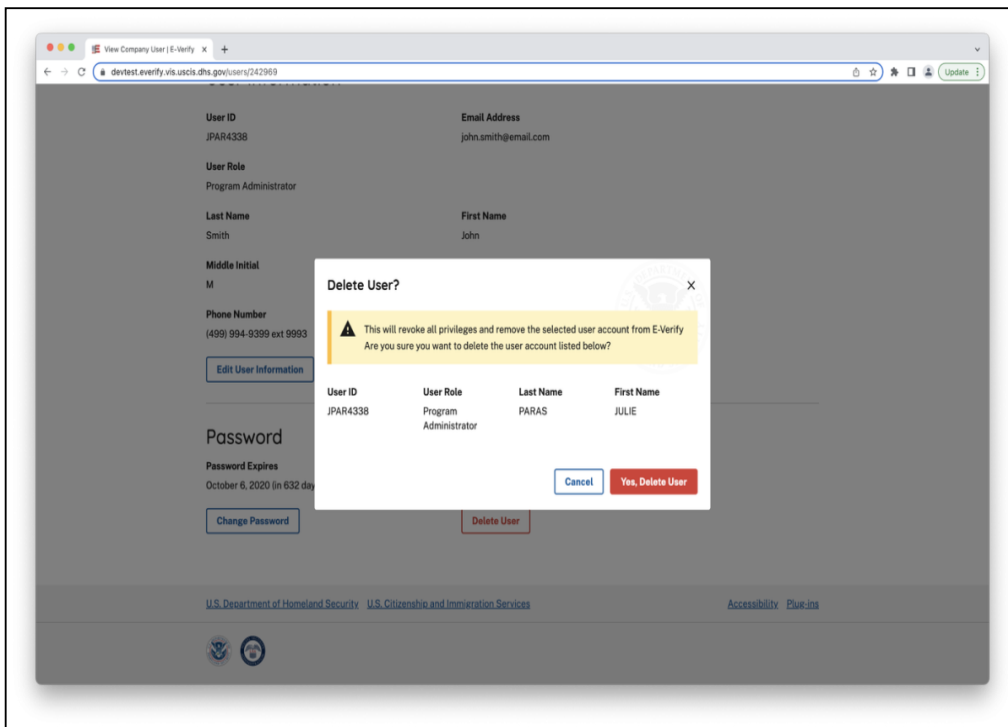 View Company User | E-Verify
devtest.everify.vis.uscis.dhs.gov/users/242969
Update
User Information
User ID
Email Address
JPAR4338
john.smith@email.com
User Role
Program Administrator
Last Name
First Name
Smith
John
Middle Initial
M
Phone Number
(499) 994-9399 ext 9993
Edit User Information
Delete User?
This will revoke all privileges and remove the selected user account from E-Verify
Are you sure you want to delete the user account listed below?
User ID User Role Last Name First Name
JPAR4338 Program PARAS JULIE
Administrator
Cancel Yes, Delete User
Password
Password Expires
October 6, 2020 (in 632 day
Change Password
Delete User
U.S. Department of Homeland Security U.S. Citizenship and Immigration Services Accessibility Plug-ins